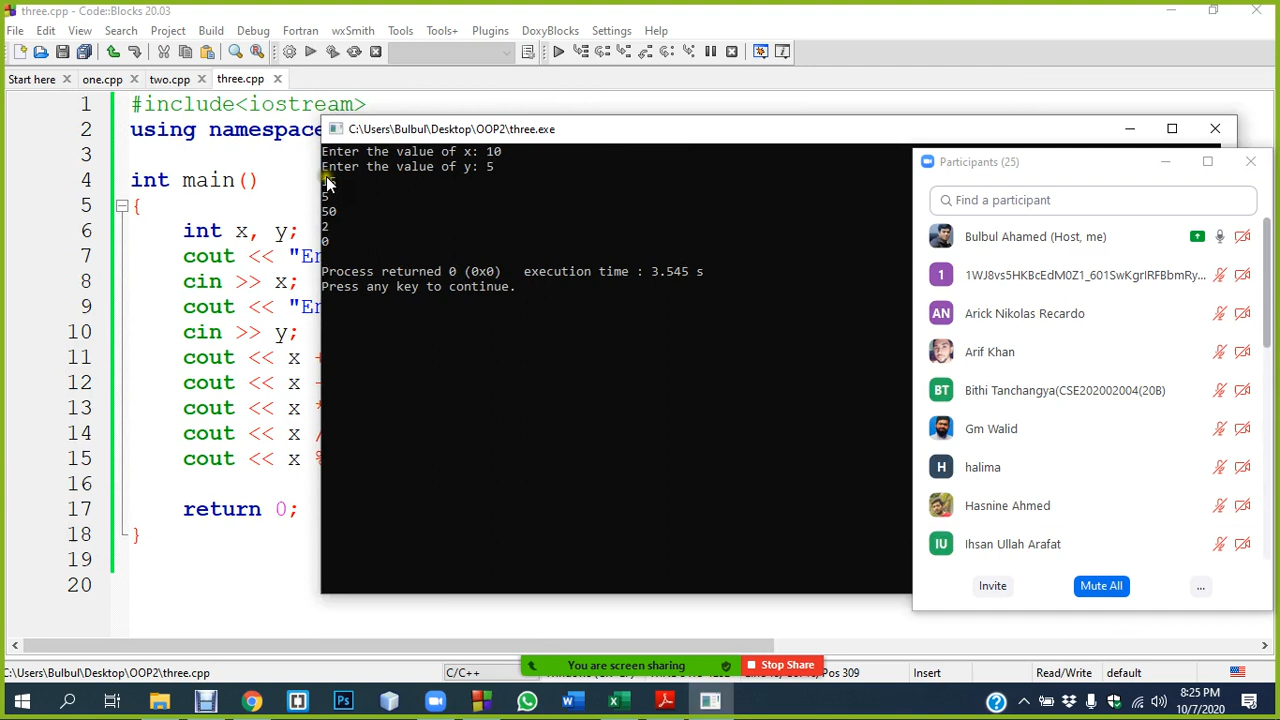 three.cpp - Code::Blocks 20.03
File Edit View Search Project Build Debug Fortran wxSmith Tools Tools+ Plugins DoxyBlocks Settings Help
Start here one.cpp two.cpp three.cpp
1 #include<iostream>
2 using namespace
3
4 int main()
5 {
6 int x, y;
7 cout << "En
8 cin >> x;
9 cout << "En
10 cin >> y;
11 cout << x +
12 cout << x -
13 cout << x *
14 cout << x /
15 cout << x %
16
17 return 0;
18 }
19
20
C:\Users\Bulbul\Desktop\OOP2\three.exe
Enter the value of x: 10
Enter the value of y: 5
5
50
2
0
Process returned 0 (0x0) execution time : 3.545 s
Press any key to continue.
Participants (25)
Find a participant
Bulbul Ahamed (Host, me)
1 1WJ8vs5HKBcEdM0Z1_601SwKgrIRFBbmRy...
AN Arick Nikolas Recardo
Arif Khan
BT Bithi Tanchangya(CSE202002004(20B)
Gm Walid
H halima
Hasnine Ahmed
IU Ihsan Ullah Arafat
Invite Mute All ...
You are screen sharing Stop Share
C:\Users\Bulbul\Desktop\OOP2\three.cpp C/C++ Pos 309 Insert Read/Write default
8:25 PM
10/7/2020